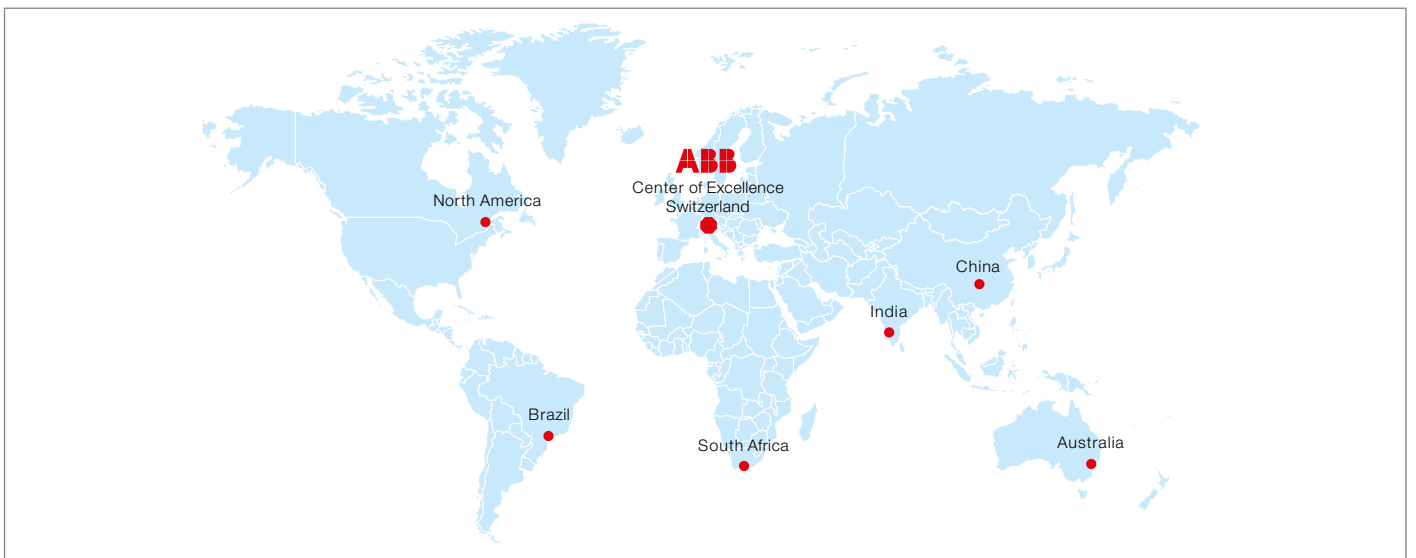 ABB
Center of Excellence
Switzerland
North America
China
India
Brazil
South Africa
Australia